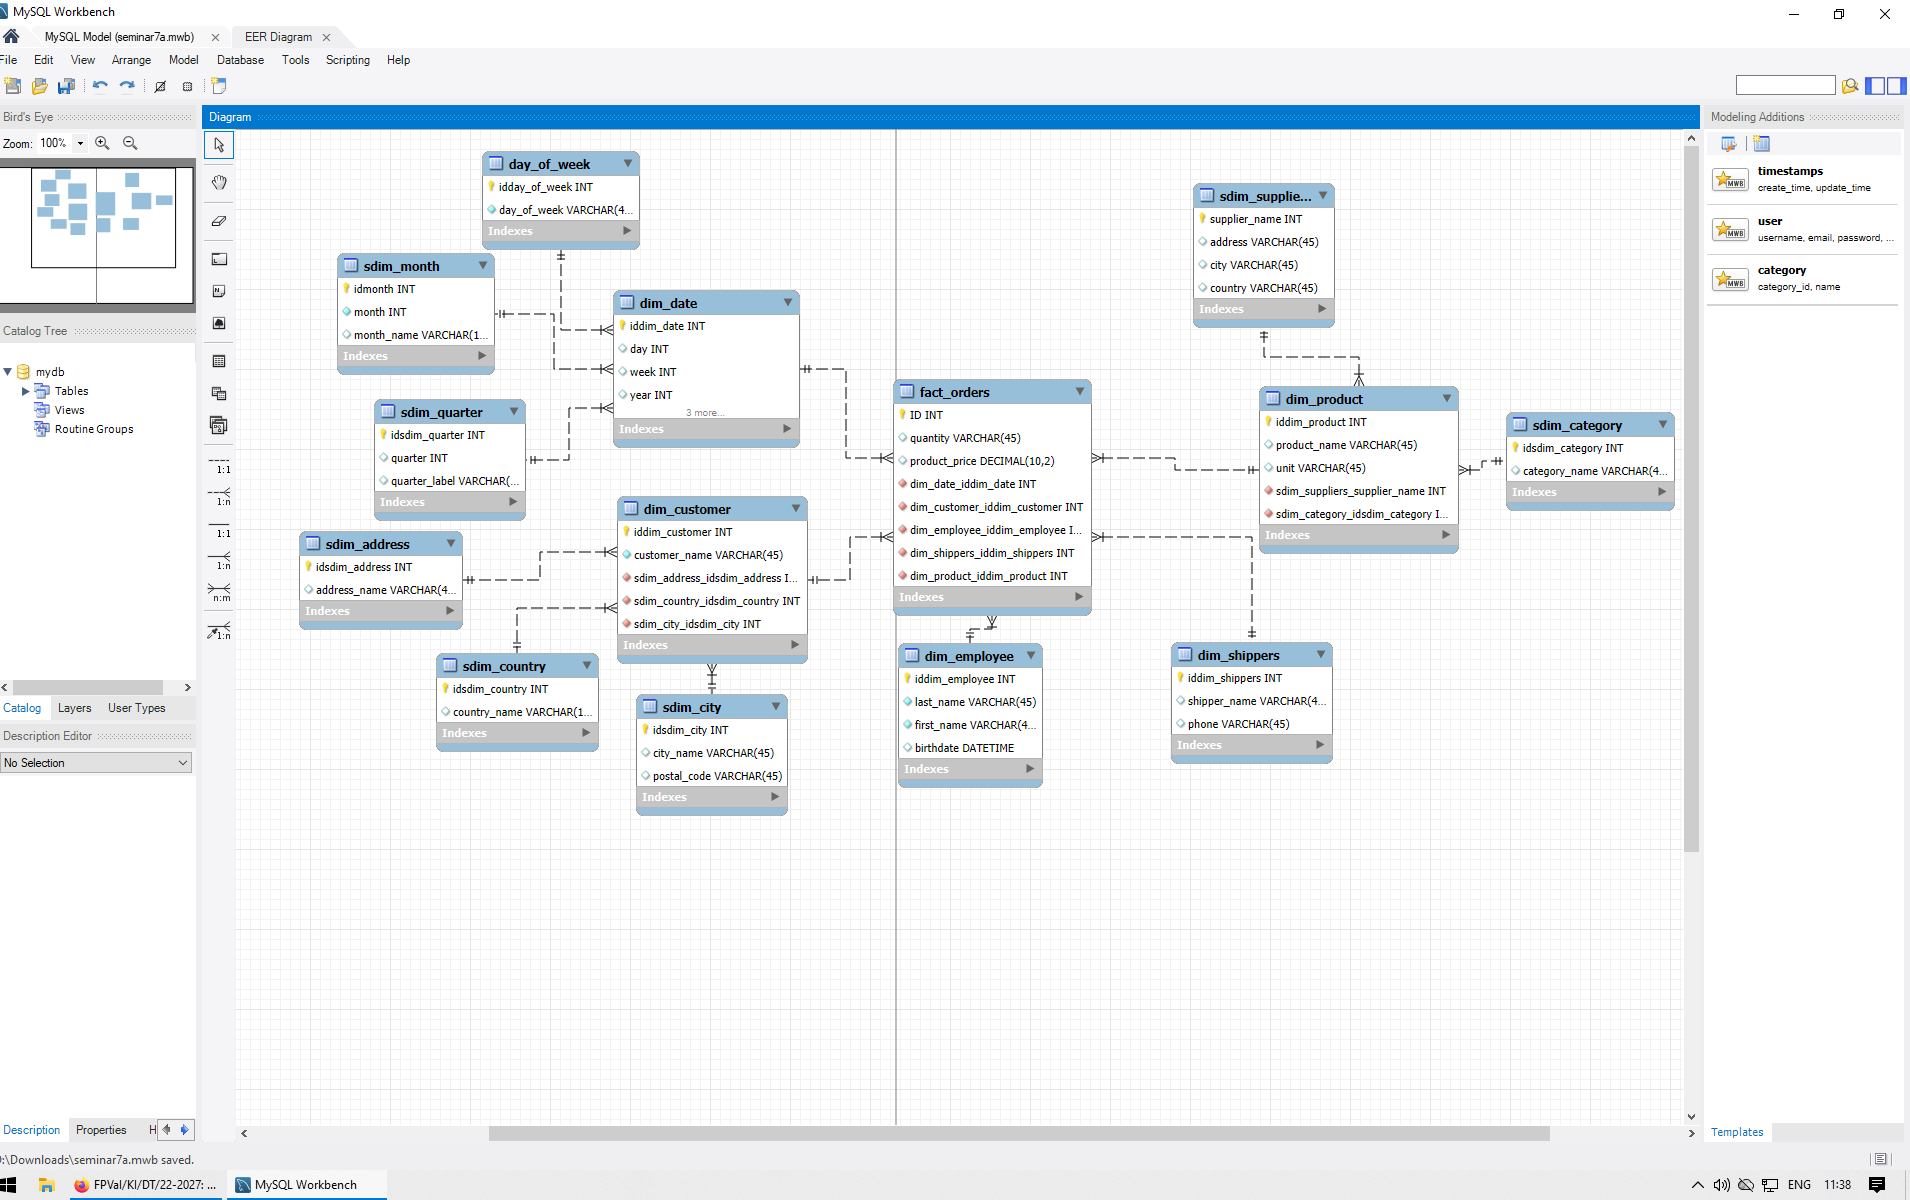 MySQL Workbench
MySQL Model (seminar7a.mwb)
EER Diagram
File Edit View Arrange Model Database Tools Scripting Help
Bird's Eye
Zoom: 100%
Catalog Tree
mydb
Tables
Views
Routine Groups
Catalog Layers User Types
Description Editor
No Selection
Description Properties H
Diagram
1:1
1:n
1:1
1:n
n:m
1:n
day_of_week
idday_of_week INT
day_of_week VARCHAR(4...
Indexes
sdim_month
idmonth INT
month INT
month_name VARCHAR(1...
Indexes
dim_date
iddim_date INT
day INT
week INT
year INT
3 more...
Indexes
sdim_quarter
idsdim_quarter INT
quarter INT
quarter_label VARCHAR(...
Indexes
sdim_address
idsdim_address INT
address_name VARCHAR(4...
Indexes
dim_customer
iddim_customer INT
customer_name VARCHAR(45)
sdim_address_idsdim_address I...
sdim_country_idsdim_country INT
sdim_city_idsdim_city INT
Indexes
sdim_country
idsdim_country INT
country_name VARCHAR(1...
Indexes
sdim_city
idsdim_city INT
city_name VARCHAR(45)
postal_code VARCHAR(45)
Indexes
fact_orders
ID INT
quantity VARCHAR(45)
product_price DECIMAL(10,2)
dim_date_iddim_date INT
dim_customer_iddim_customer INT
dim_employee_iddim_employee I...
dim_shippers_iddim_shippers INT
dim_product_iddim_product INT
Indexes
dim_employee
iddim_employee INT
last_name VARCHAR(45)
first_name VARCHAR(4...
birthdate DATETIME
Indexes
sdim_supplie...
supplier_name INT
address VARCHAR(45)
city VARCHAR(45)
country VARCHAR(45)
Indexes
dim_product
iddim_product INT
product_name VARCHAR(45)
unit VARCHAR(45)
sdim_suppliers_supplier_name INT
sdim_category_idsdim_category I...
Indexes
sdim_category
idsdim_category INT
category_name VARCHAR(4...
Indexes
dim_shippers
iddim_shippers INT
shipper_name VARCHAR(4...
phone VARCHAR(45)
Indexes
Modeling Additions
MWB
timestamps
create_time, update_time
MWB
user
username, email, password, ...
MWB
category
category_id, name
Templates
:\Downloads\seminar7a.mwb saved.
FPVal/KI/DT/22-2027: ...
MySQL Workbench
ENG
11:38